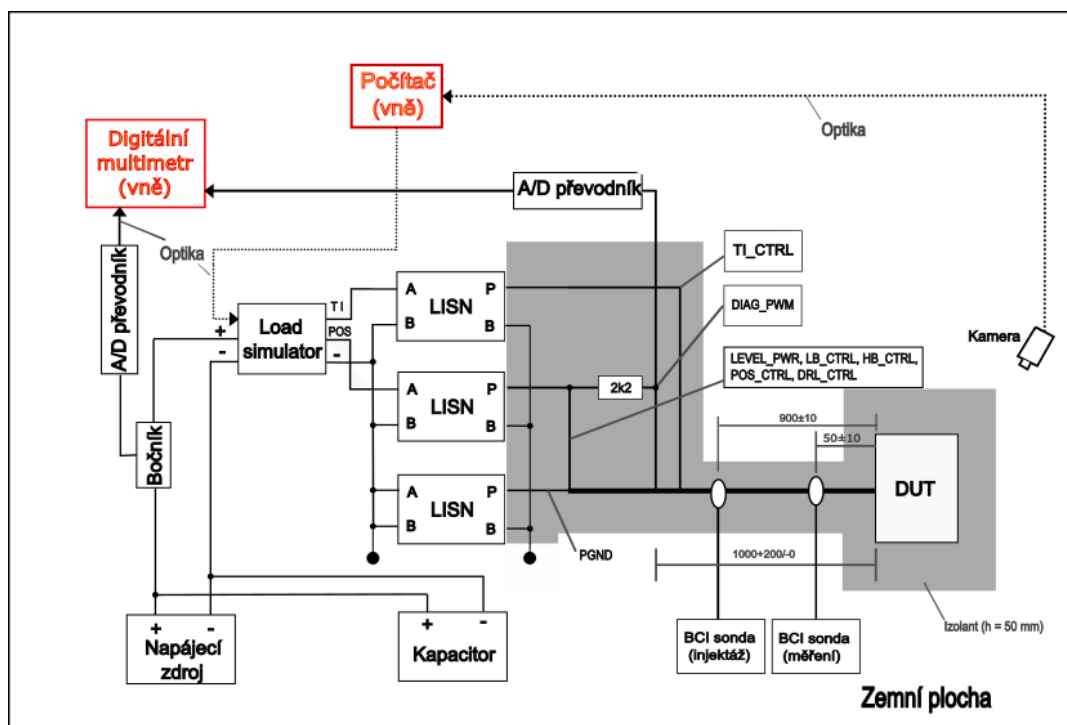 Počítač
(vně)
Optika
Digitální
multimetr
(vně)
A/D převodník
Optika
A/D převodník
TI_CTRL
DIAG_PWM
LEVEL_PWR, LB_CTRL, HB_CTRL,
POS_CTRL, DRL_CTRL
Kamera
+
-
Load
simulator
TI
POS
-
A
B
LISN
P
B
A
B
LISN
P
B
A
B
LISN
P
B
2k2
900±10
50±10
DUT
Bočník
PGND
1000+200/-0
Izolant (h = 50 mm)
+
-
Napájecí
zdroj
+
-
Kapacitor
BCI sonda
(injektáž)
BCI sonda
(měření)
Zemní plocha